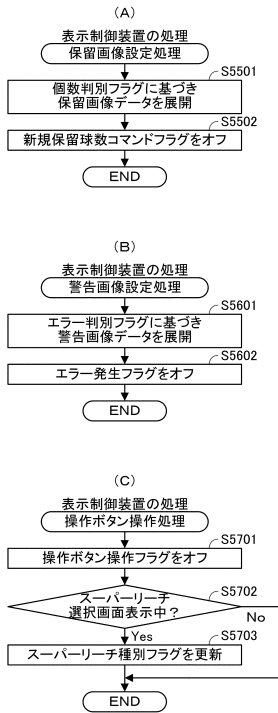 (A)
表示制御装置の処理
保留画像設定処理
S5501
個数判別フラグに基づき
保留画像データを展開
S5502
新規保留球数コマンドフラグをオフ
END
(B)
表示制御装置の処理
警告画像設定処理
S5601
エラー判別フラグに基づき
警告画像データを展開
S5602
エラー発生フラグをオフ
END
(C)
表示制御装置の処理
操作ボタン操作処理
S5701
操作ボタン操作フラグをオフ
S5702
スーパーリーチ
選択画面表示中?
No
Yes
S5703
スーパーリーチ種別フラグを更新
END